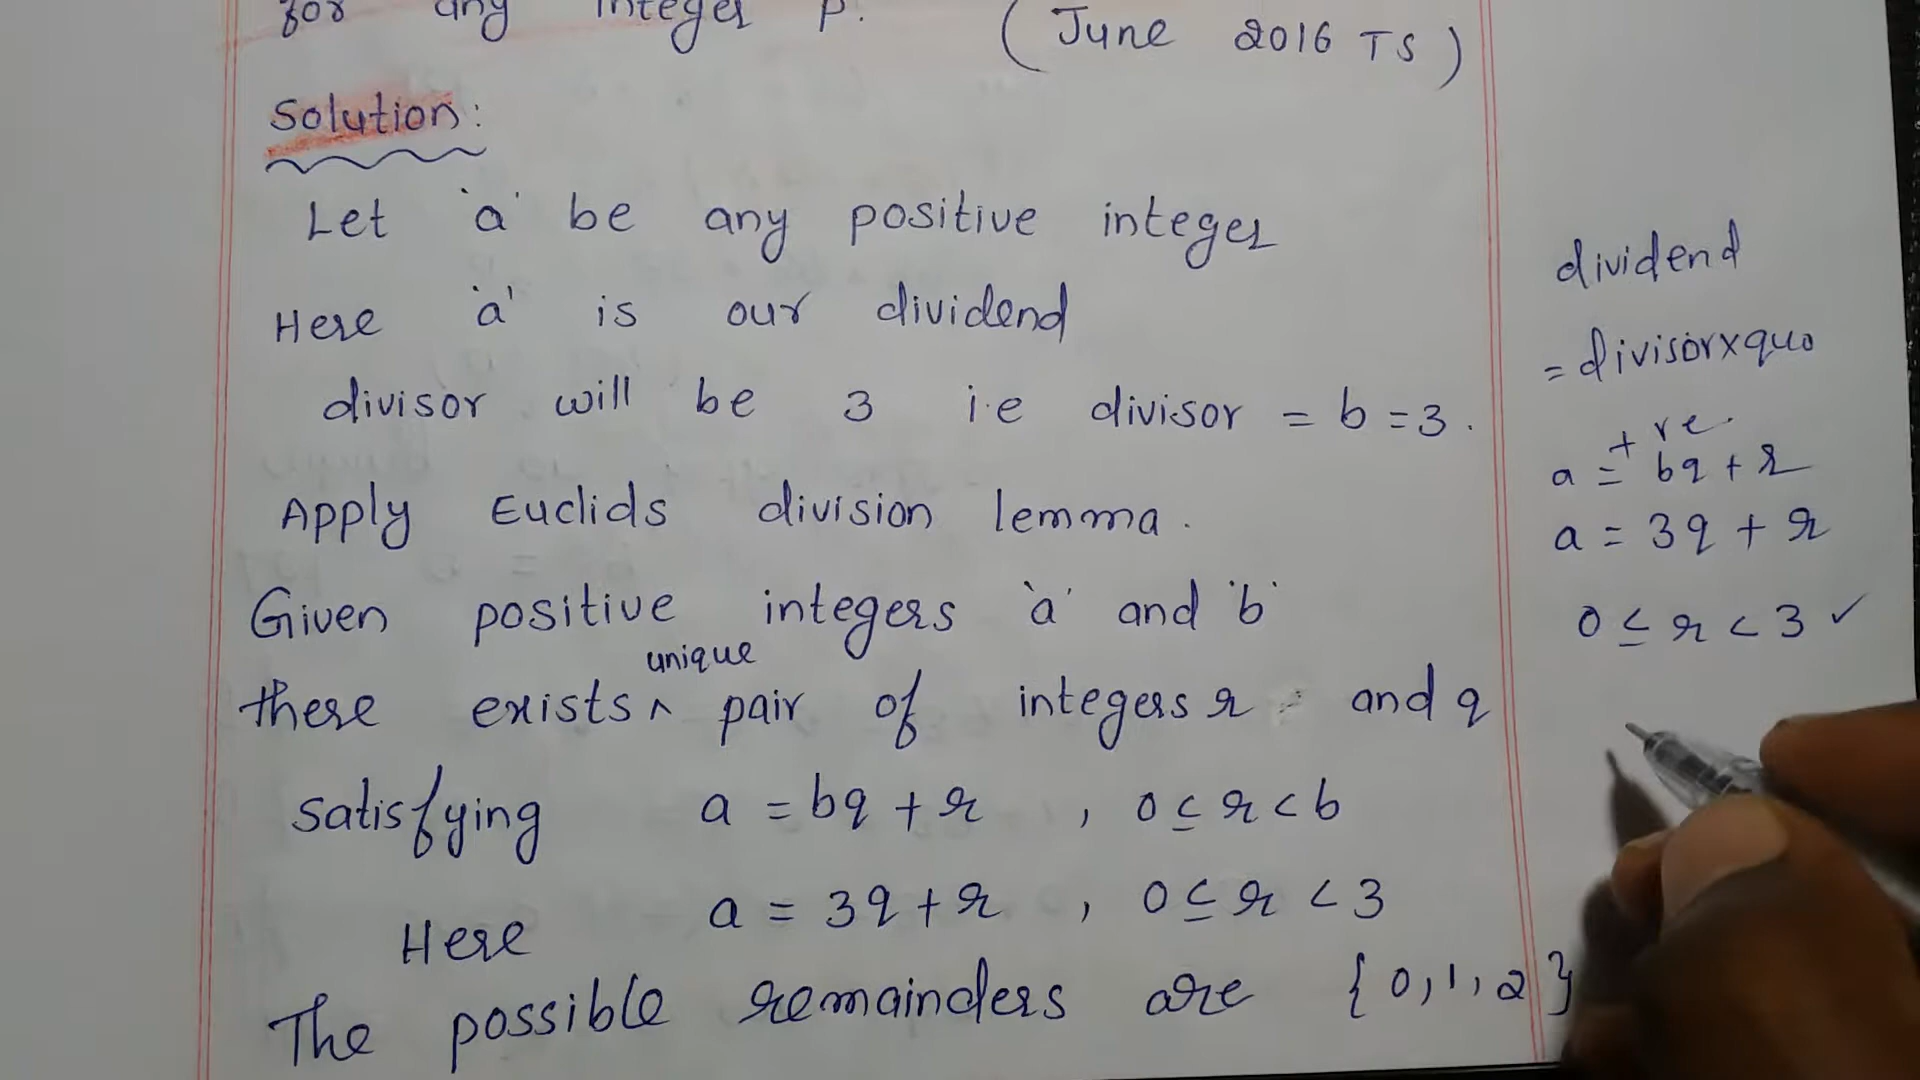 for any integer p.
(June 2016 TS)
Solution:
Let 'a' be any positive integer
Here 'a' is our dividend
divisor will be 3 i.e divisor = b = 3.
Apply Euclids division lemma.
Given positive integers 'a' and 'b'
unique
there exists ^ pair of integers r and q
satisfying a = bq + r , 0 ≤ r < b
Here a = 3q + r , 0 ≤ r < 3
The possible remainders are {0,1,2}
dividend
= divisor×quo
+ re.
a = bq + r
a = 3q + r
0 ≤ r < 3 ✓